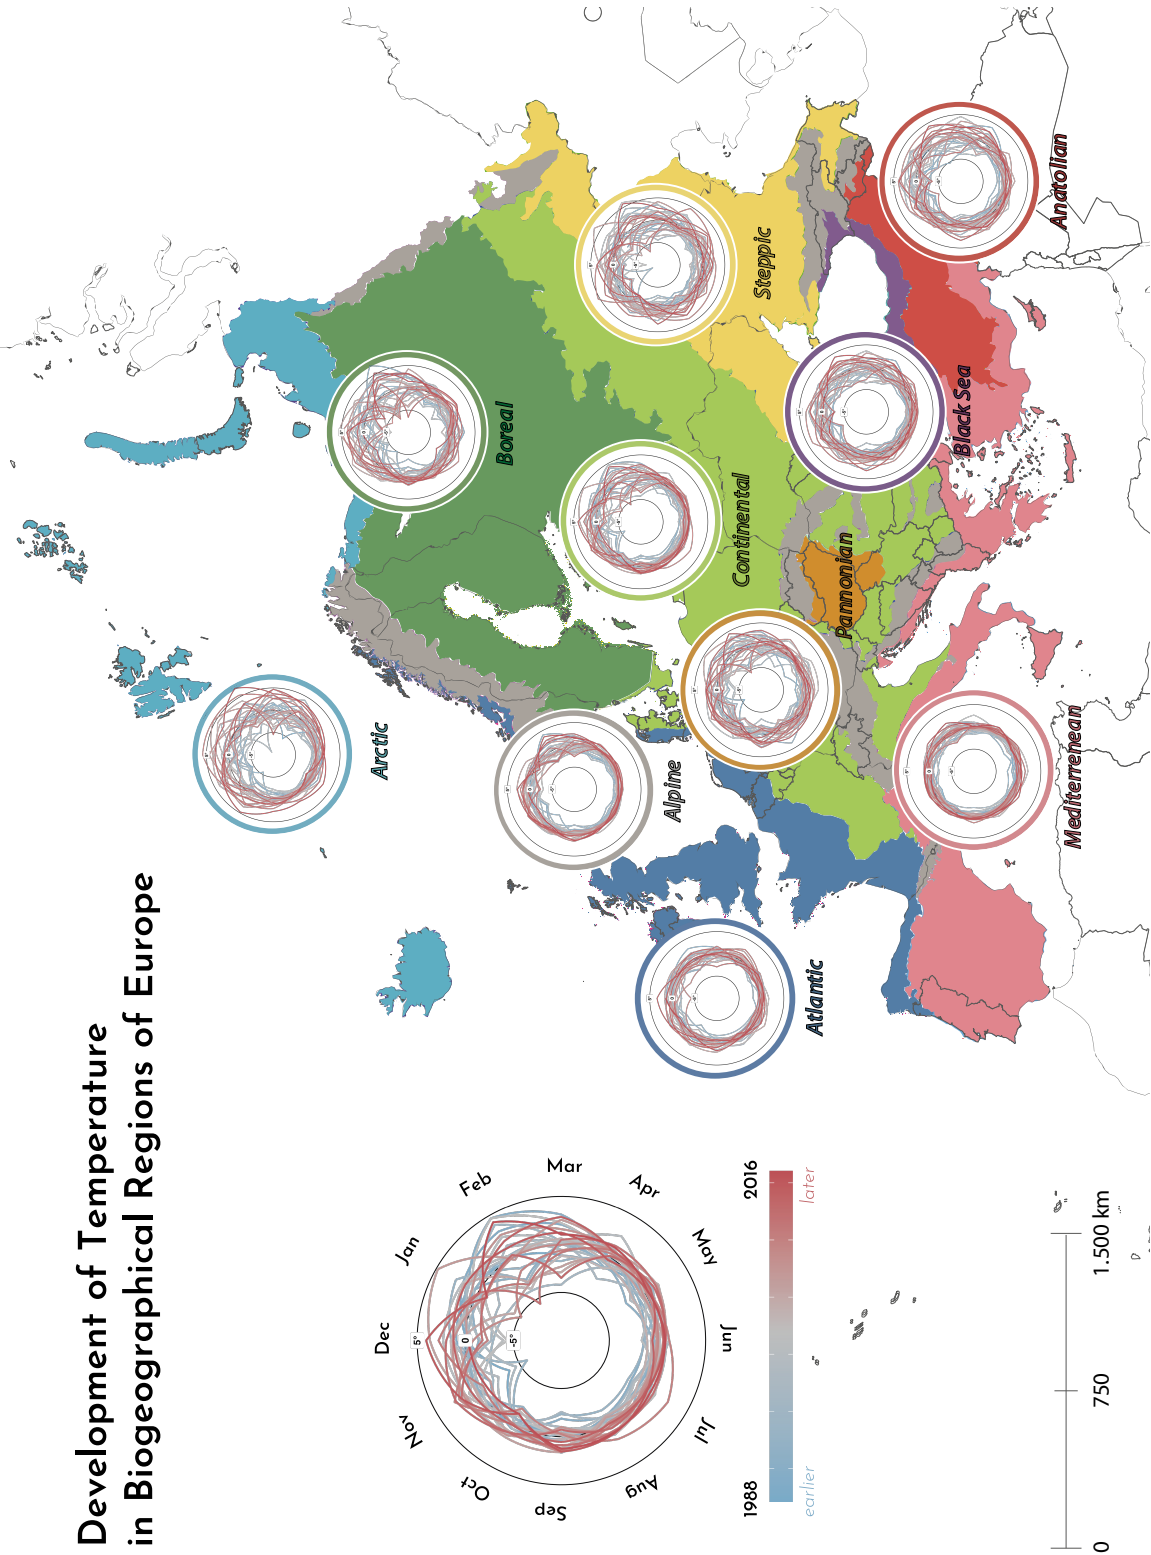 Development of Temperature
in Biogeographical Regions of Europe
Dec
Jan
Feb
Mar
Apr
May
Jun
Jul
Aug
Sep
Oct
Nov
5°
0
-5°
1988
2016
earlier
later
0
750
1.500 km
Arctic
Boreal
Alpine
Atlantic
Continental
Steppic
Pannonian
Black Sea
Mediterrenean
Anatolian